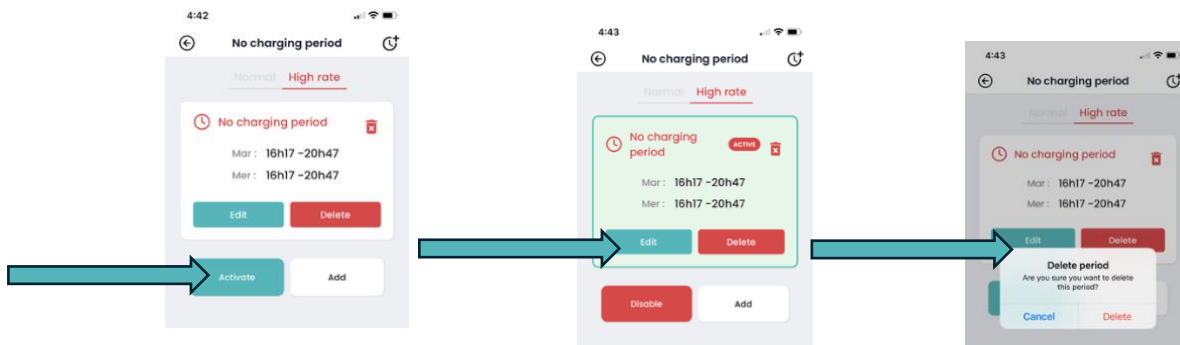 4:42
No charging period
Normal High rate
No charging period
Mar : 16h17 -20h47
Mer : 16h17 -20h47
Edit Delete
Activate Add
4:43
No charging period
Normal High rate
No charging
period
ACTIVE
Mar : 16h17 -20h47
Mer : 16h17 -20h47
Edit Delete
Disable Add
4:43
No charging period
Normal High rate
No charging period
Mar : 16h17 -20h47
Mer : 16h17 -20h47
Edit Delete
Delete period
Are you sure you want to delete
this period?
Cancel Delete